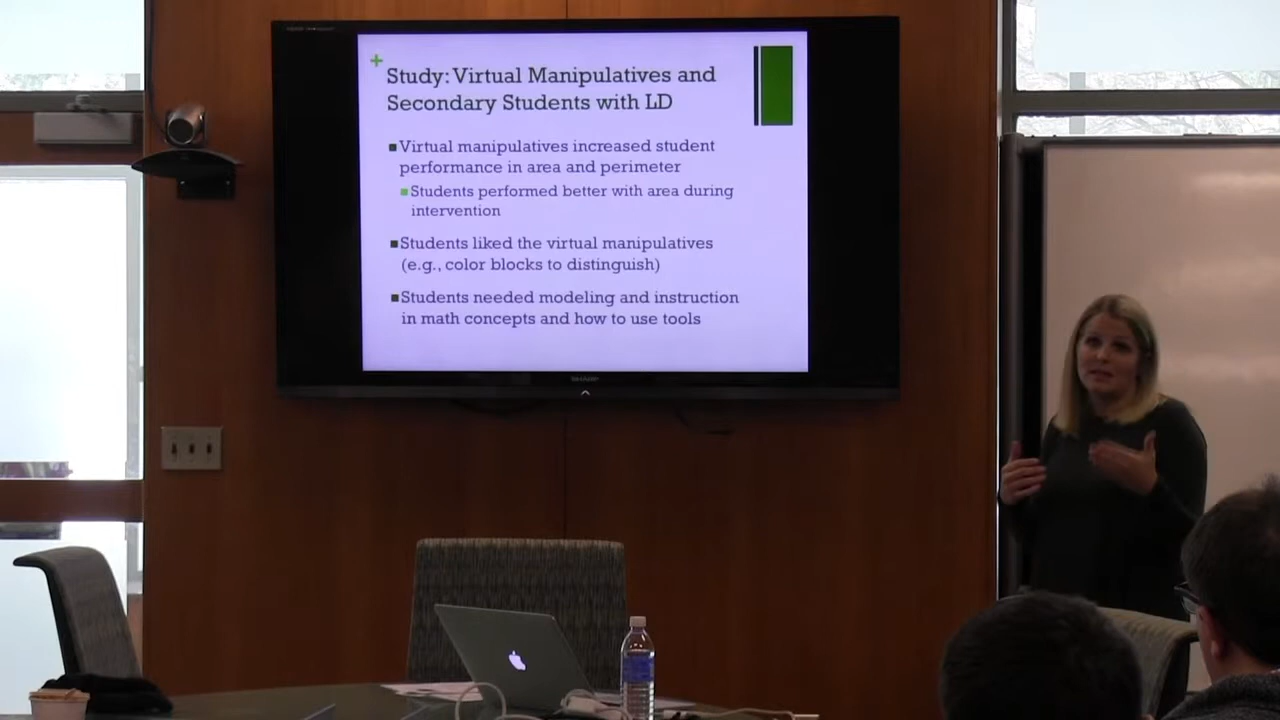 +
Study: Virtual Manipulatives and
Secondary Students with LD
Virtual manipulatives increased student
performance in area and perimeter
Students performed better with area during
intervention
Students liked the virtual manipulatives
(e.g., color blocks to distinguish)
Students needed modeling and instruction
in math concepts and how to use tools
SHARP